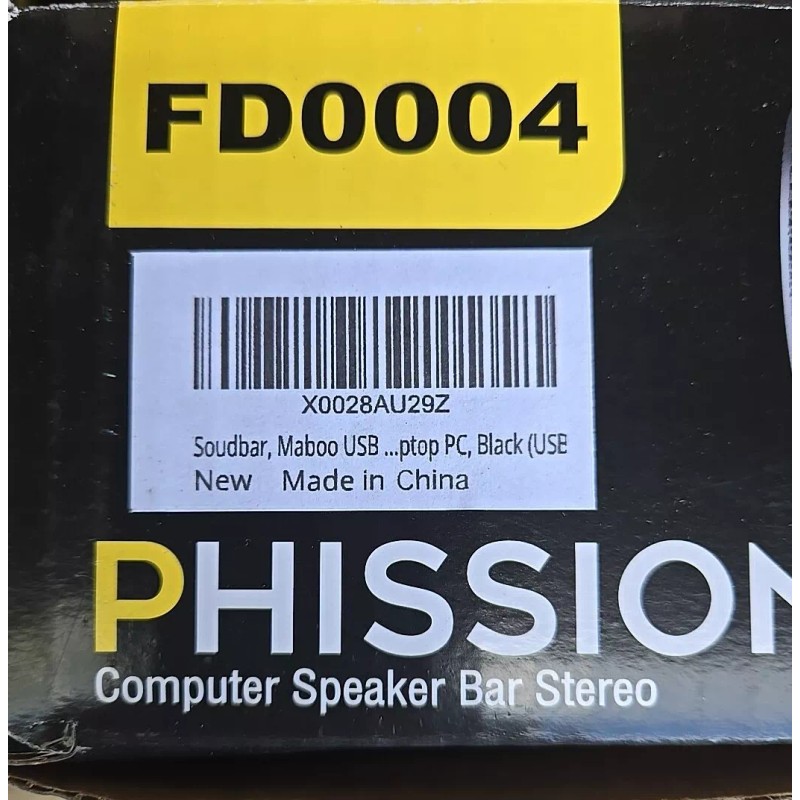 FD0004
X0028AU29Z
Soudbar, Maboo USB ...ptop PC, Black (USB
New Made in China
PHISSION
Computer Speaker Bar Stereo